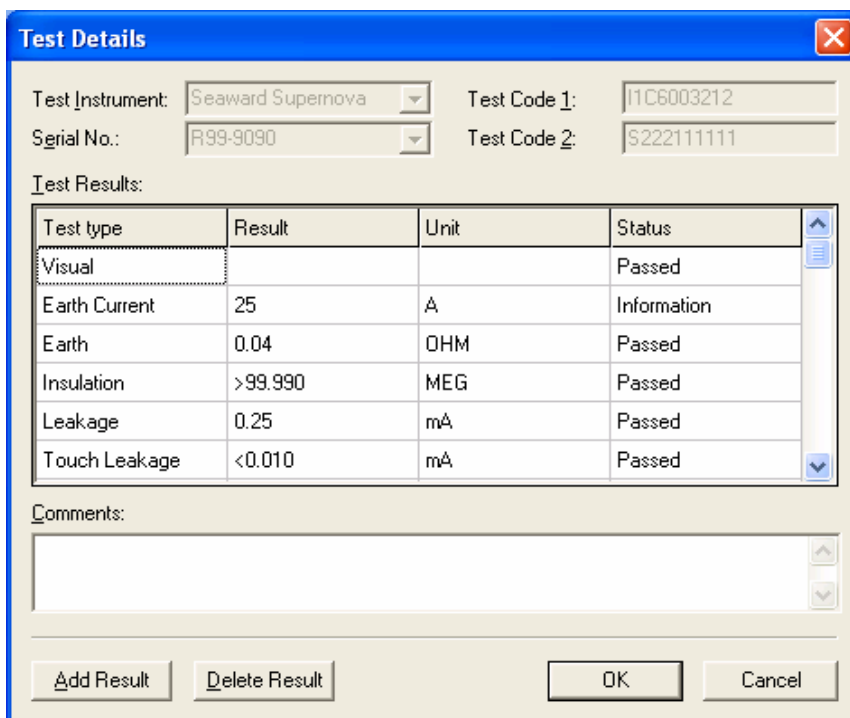 Test Details
Test Instrument: Seaward Supernova Test Code 1: I1C6003212
Serial No.: R99-9090 Test Code 2: S222111111
Test Results:
Test type Result Unit Status
Visual Passed
Earth Current 25 A Information
Earth 0.04 OHM Passed
Insulation >99.990 MEG Passed
Leakage 0.25 mA Passed
Touch Leakage <0.010 mA Passed
Comments:
Add Result Delete Result OK Cancel